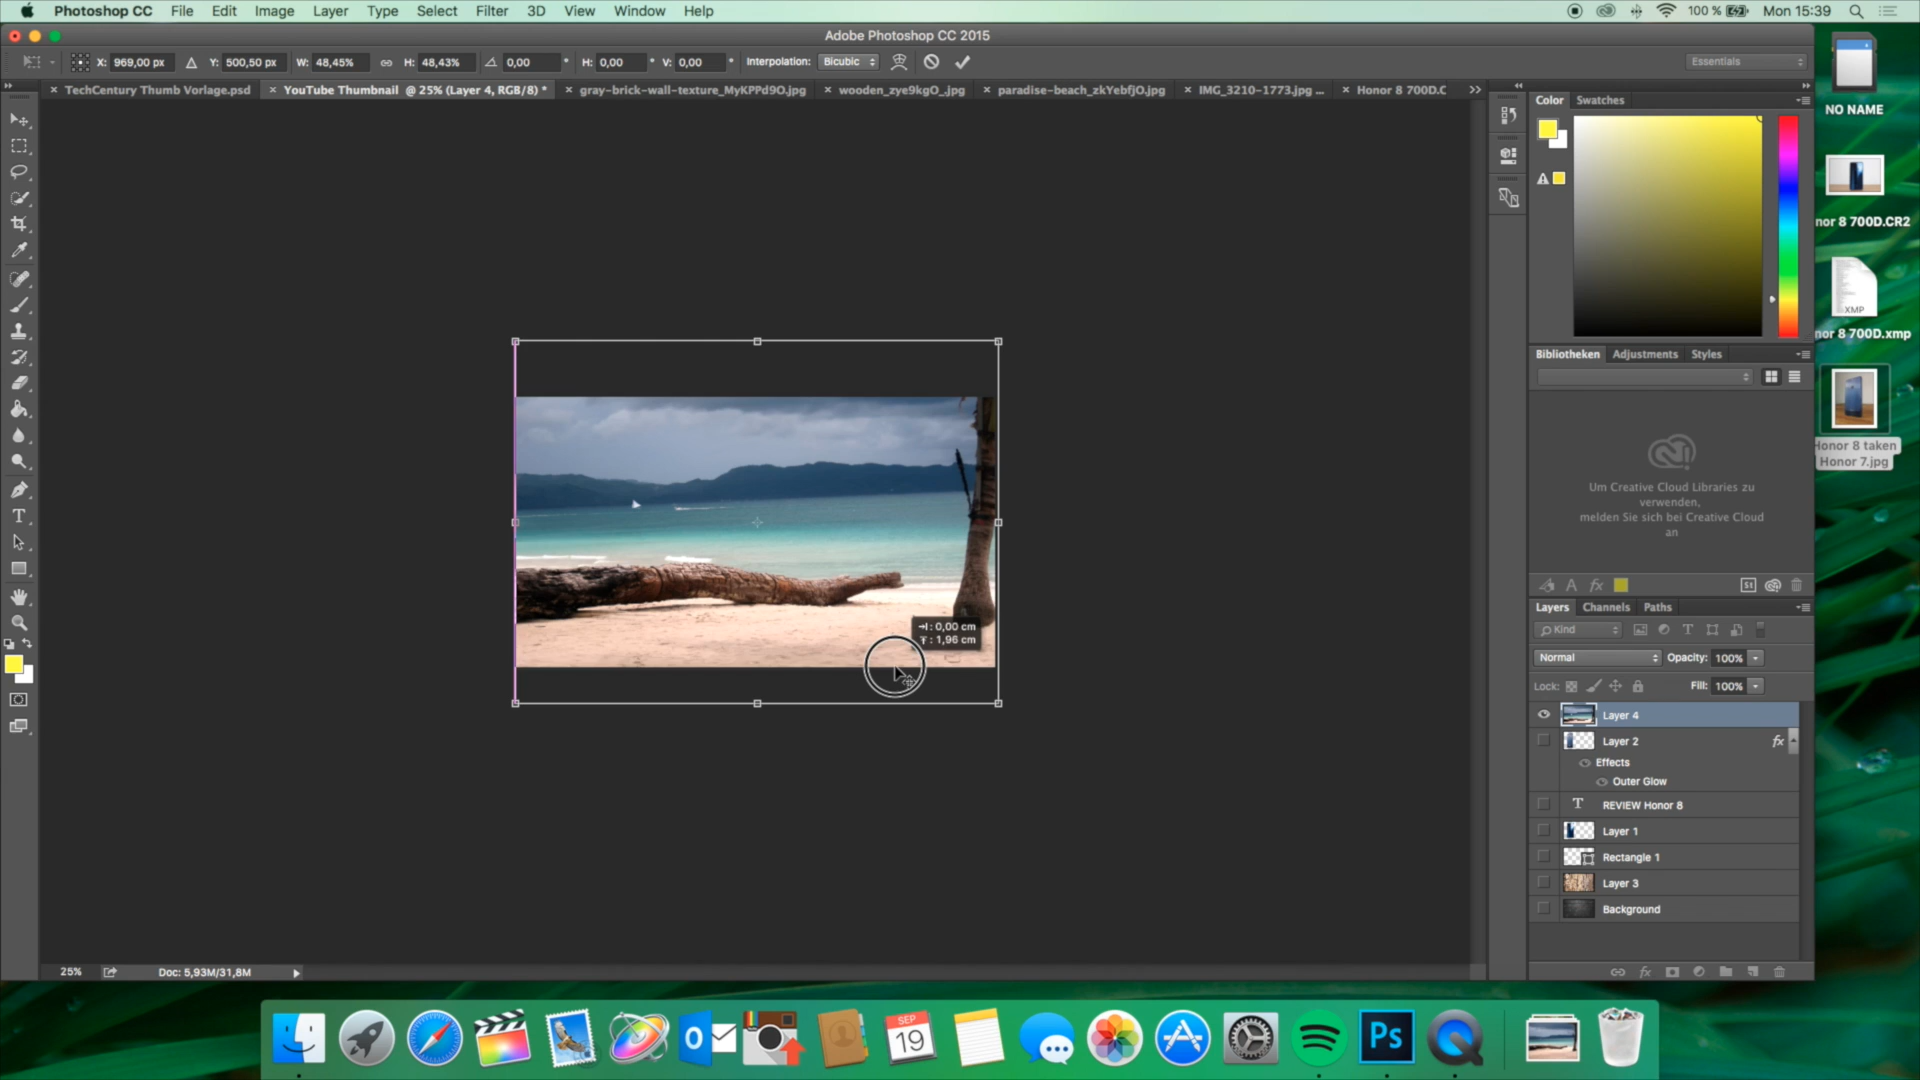 Photoshop CC File Edit Image Layer Type Select Filter 3D View Window Help 100 % Mon 15:39
Adobe Photoshop CC 2015
X: 969,00 px Y: 500,50 px W: 48,45% H: 48,43% 0,00 ° H: 0,00 ° V: 0,00 ° Interpolation: Bicubic Essentials
TechCentury Thumb Vorlage.psd YouTube Thumbnail @ 25% (Layer 4, RGB/8) * gray-brick-wall-texture_MyKPPd9O.jpg wooden_zye9kgO_.jpg paradise-beach_zkYebfjO.jpg IMG_3210-1773.jpg ... Honor 8 700D.C
Color Swatches
NO NAME
nor 8 700D.CR2
XMP
nor 8 700D.xmp
Bibliotheken Adjustments Styles
Honor 8 taken
Honor 7.jpg
Um Creative Cloud Libraries zu
verwenden,
melden Sie sich bei Creative Cloud
an
St
Layers Channels Paths
Kind
Normal Opacity: 100%
Lock: Fill: 100%
Layer 4
Layer 2 fx
Effects
Outer Glow
T REVIEW Honor 8
Layer 1
Rectangle 1
Layer 3
Background
: 0,00 cm
: 1,96 cm
25% Doc: 5,93M/31,8M
SEP
19
Ps